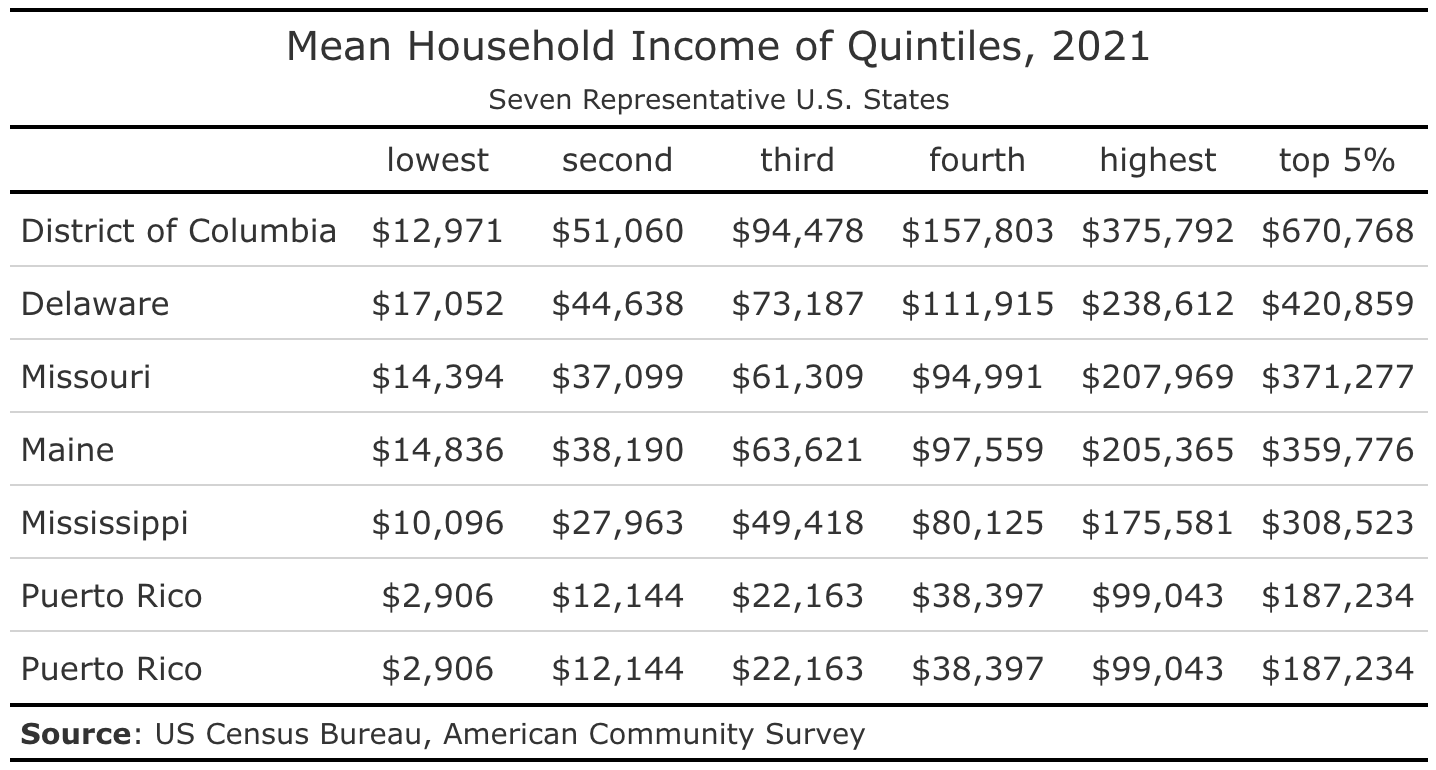 Mean Household Income of Quintiles, 2021
Seven Representative U.S. States
lowest second third fourth highest top 5%
District of Columbia $12,971 $51,060 $94,478 $157,803 $375,792 $670,768
Delaware $17,052 $44,638 $73,187 $111,915 $238,612 $420,859
Missouri $14,394 $37,099 $61,309 $94,991 $207,969 $371,277
Maine $14,836 $38,190 $63,621 $97,559 $205,365 $359,776
Mississippi $10,096 $27,963 $49,418 $80,125 $175,581 $308,523
Puerto Rico $2,906 $12,144 $22,163 $38,397 $99,043 $187,234
Puerto Rico $2,906 $12,144 $22,163 $38,397 $99,043 $187,234
Source: US Census Bureau, American Community Survey